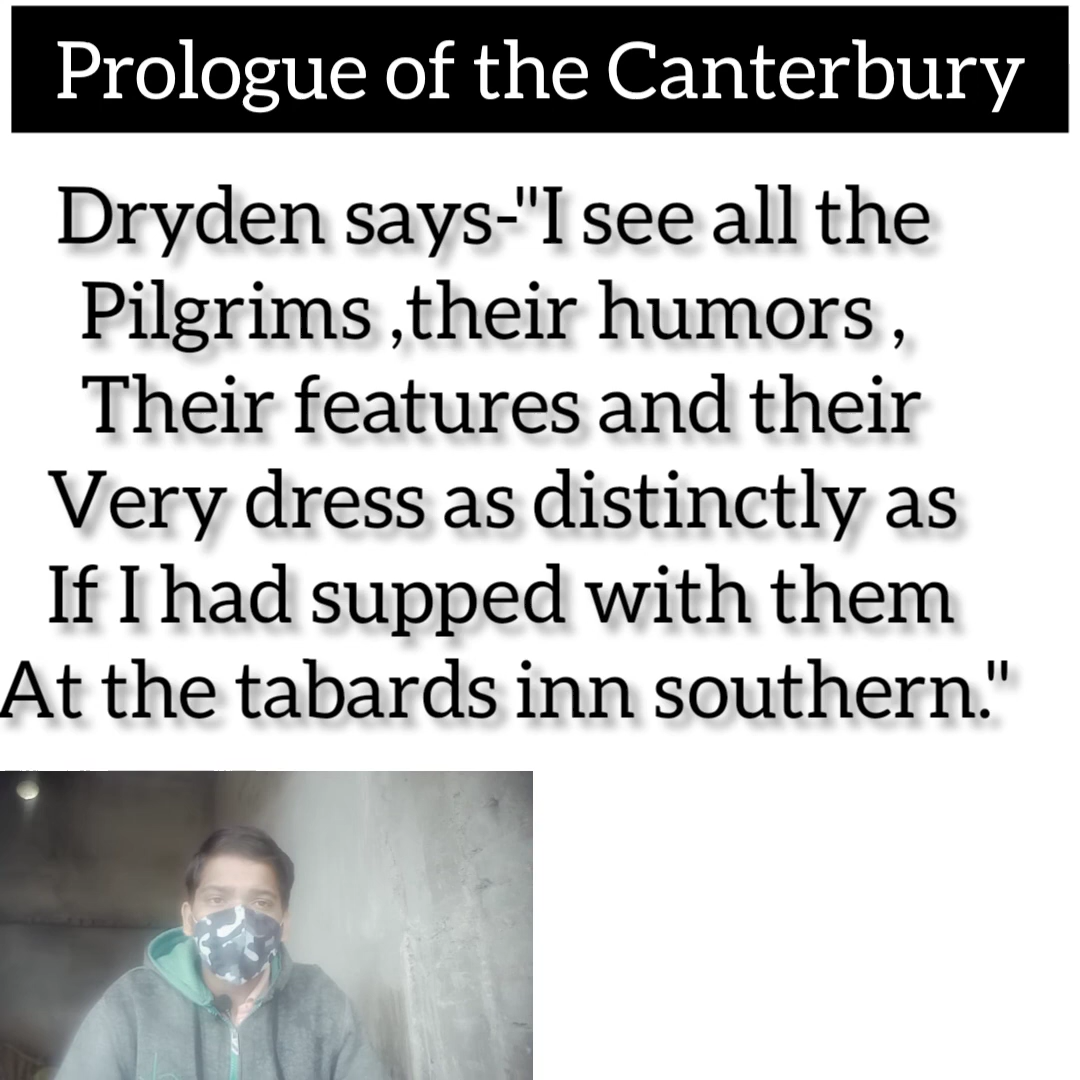 Prologue of the Canterbury
Dryden says-"I see all the
Pilgrims ,their humors ,
Their features and their
Very dress as distinctly as
If I had supped with them
At the tabards inn southern."